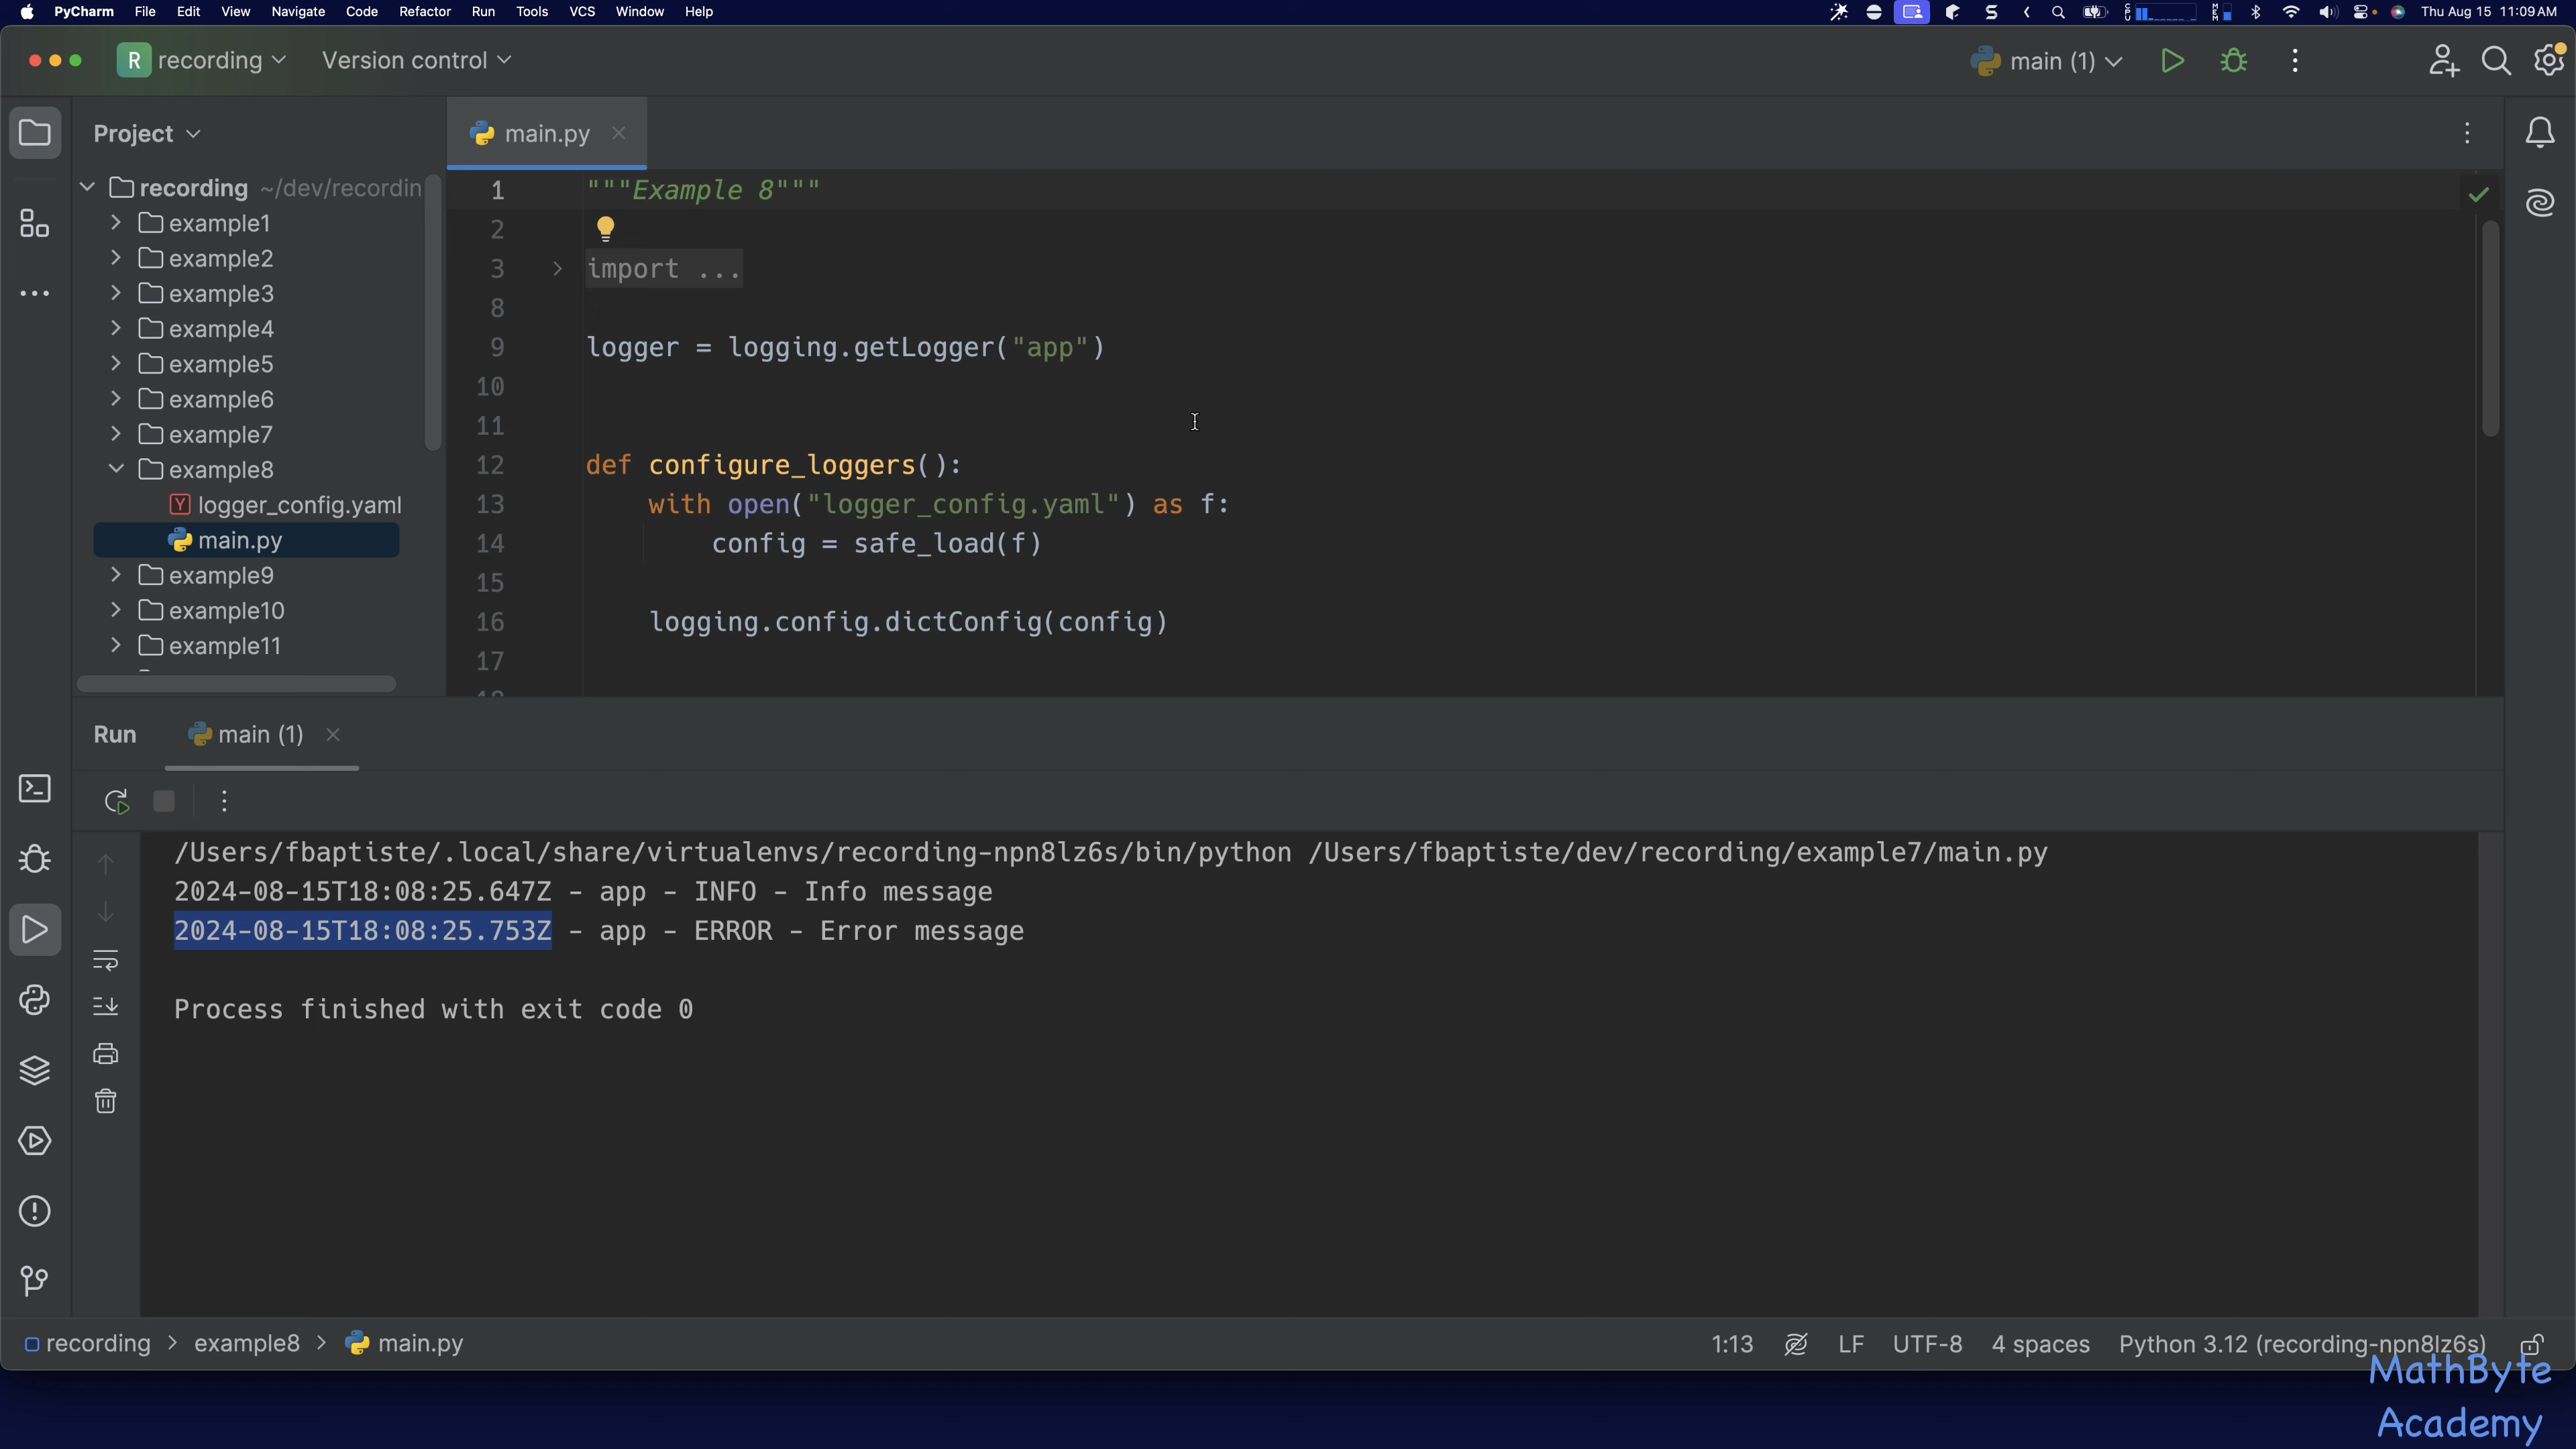 PyCharm File Edit View Navigate Code Refactor Run Tools VCS Window Help Thu Aug 15 11:09 AM
R recording Version control main (1)
Project main.py
recording ~/dev/recordin
example1
example2
example3
example4
example5
example6
example7
example8
logger_config.yaml
main.py
example9
example10
example11
1 """Example 8"""
2
3 import ...
8
9 logger = logging.getLogger("app")
10
11
12 def configure_loggers():
13 with open("logger_config.yaml") as f:
14 config = safe_load(f)
15
16 logging.config.dictConfig(config)
17
Run main (1)
/Users/fbaptiste/.local/share/virtualenvs/recording-npn8lz6s/bin/python /Users/fbaptiste/dev/recording/example7/main.py
2024-08-15T18:08:25.647Z - app - INFO - Info message
2024-08-15T18:08:25.753Z - app - ERROR - Error message
Process finished with exit code 0
recording > example8 > main.py 1:13 LF UTF-8 4 spaces Python 3.12 (recording-npn8lz6s)
MathByte
Academy